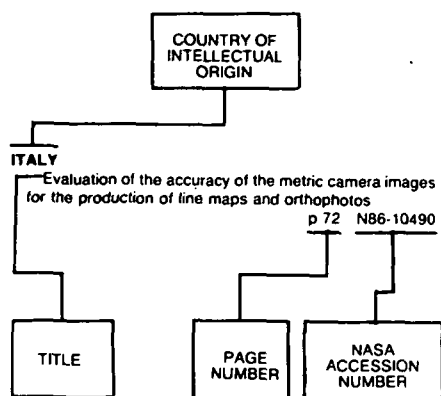 COUNTRY OF
INTELLECTUAL
ORIGIN
ITALY
Evaluation of the accuracy of the metric camera images
for the production of line maps and orthophotos
p 72 N86-10490
TITLE
PAGE
NUMBER
NASA
ACCESSION
NUMBER